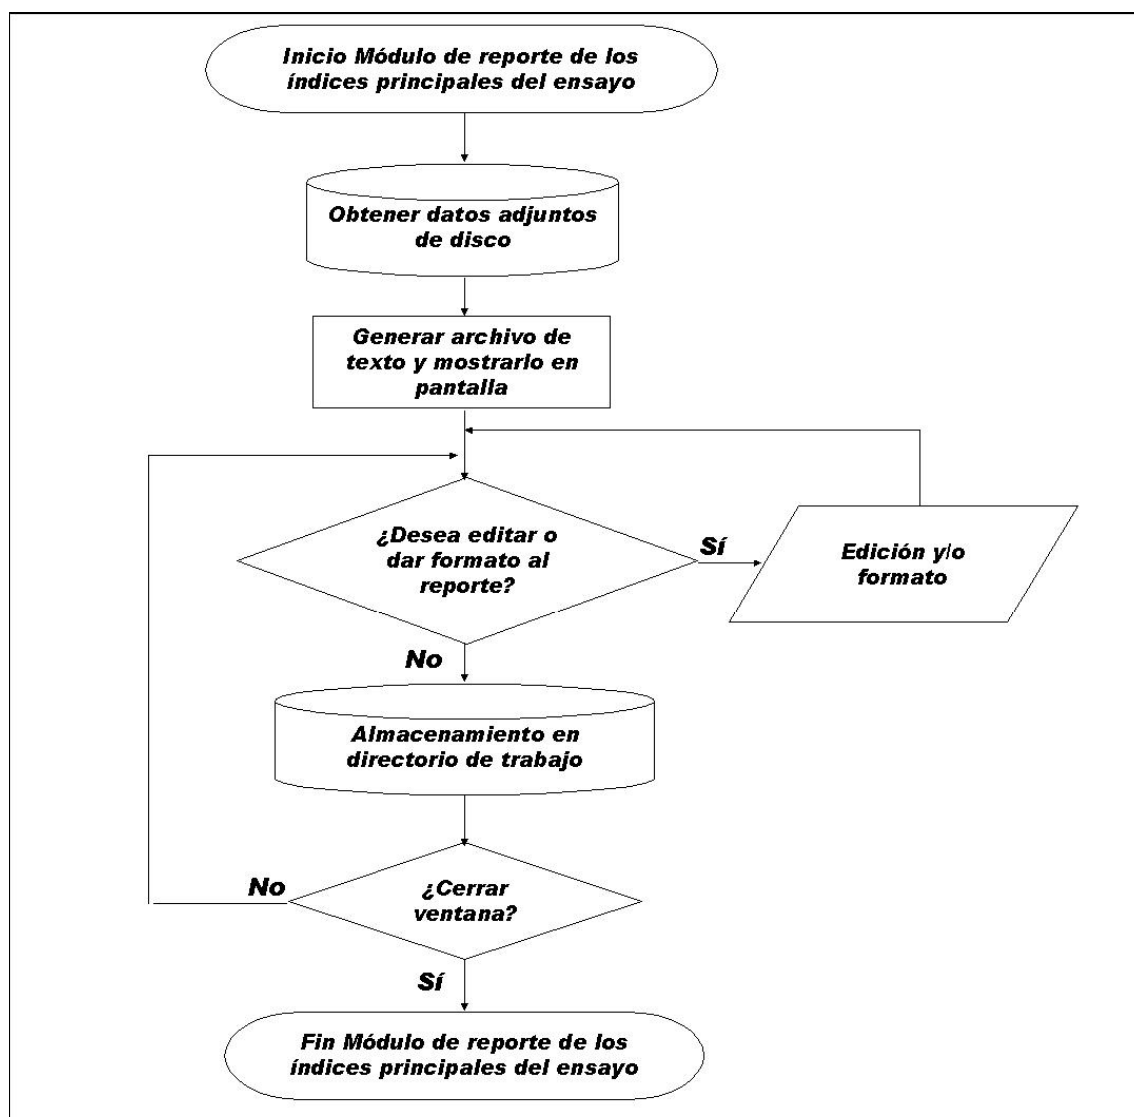 Inicio Módulo de reporte de los
índices principales del ensayo
Obtener datos adjuntos
de disco
Generar archivo de
texto y mostrarlo en
pantalla
¿Desea editar o
dar formato al
reporte?
Sí
Edición y/o
formato
No
Almacenamiento en
directorio de trabajo
No
¿Cerrar
ventana?
Sí
Fin Módulo de reporte de los
índices principales del ensayo